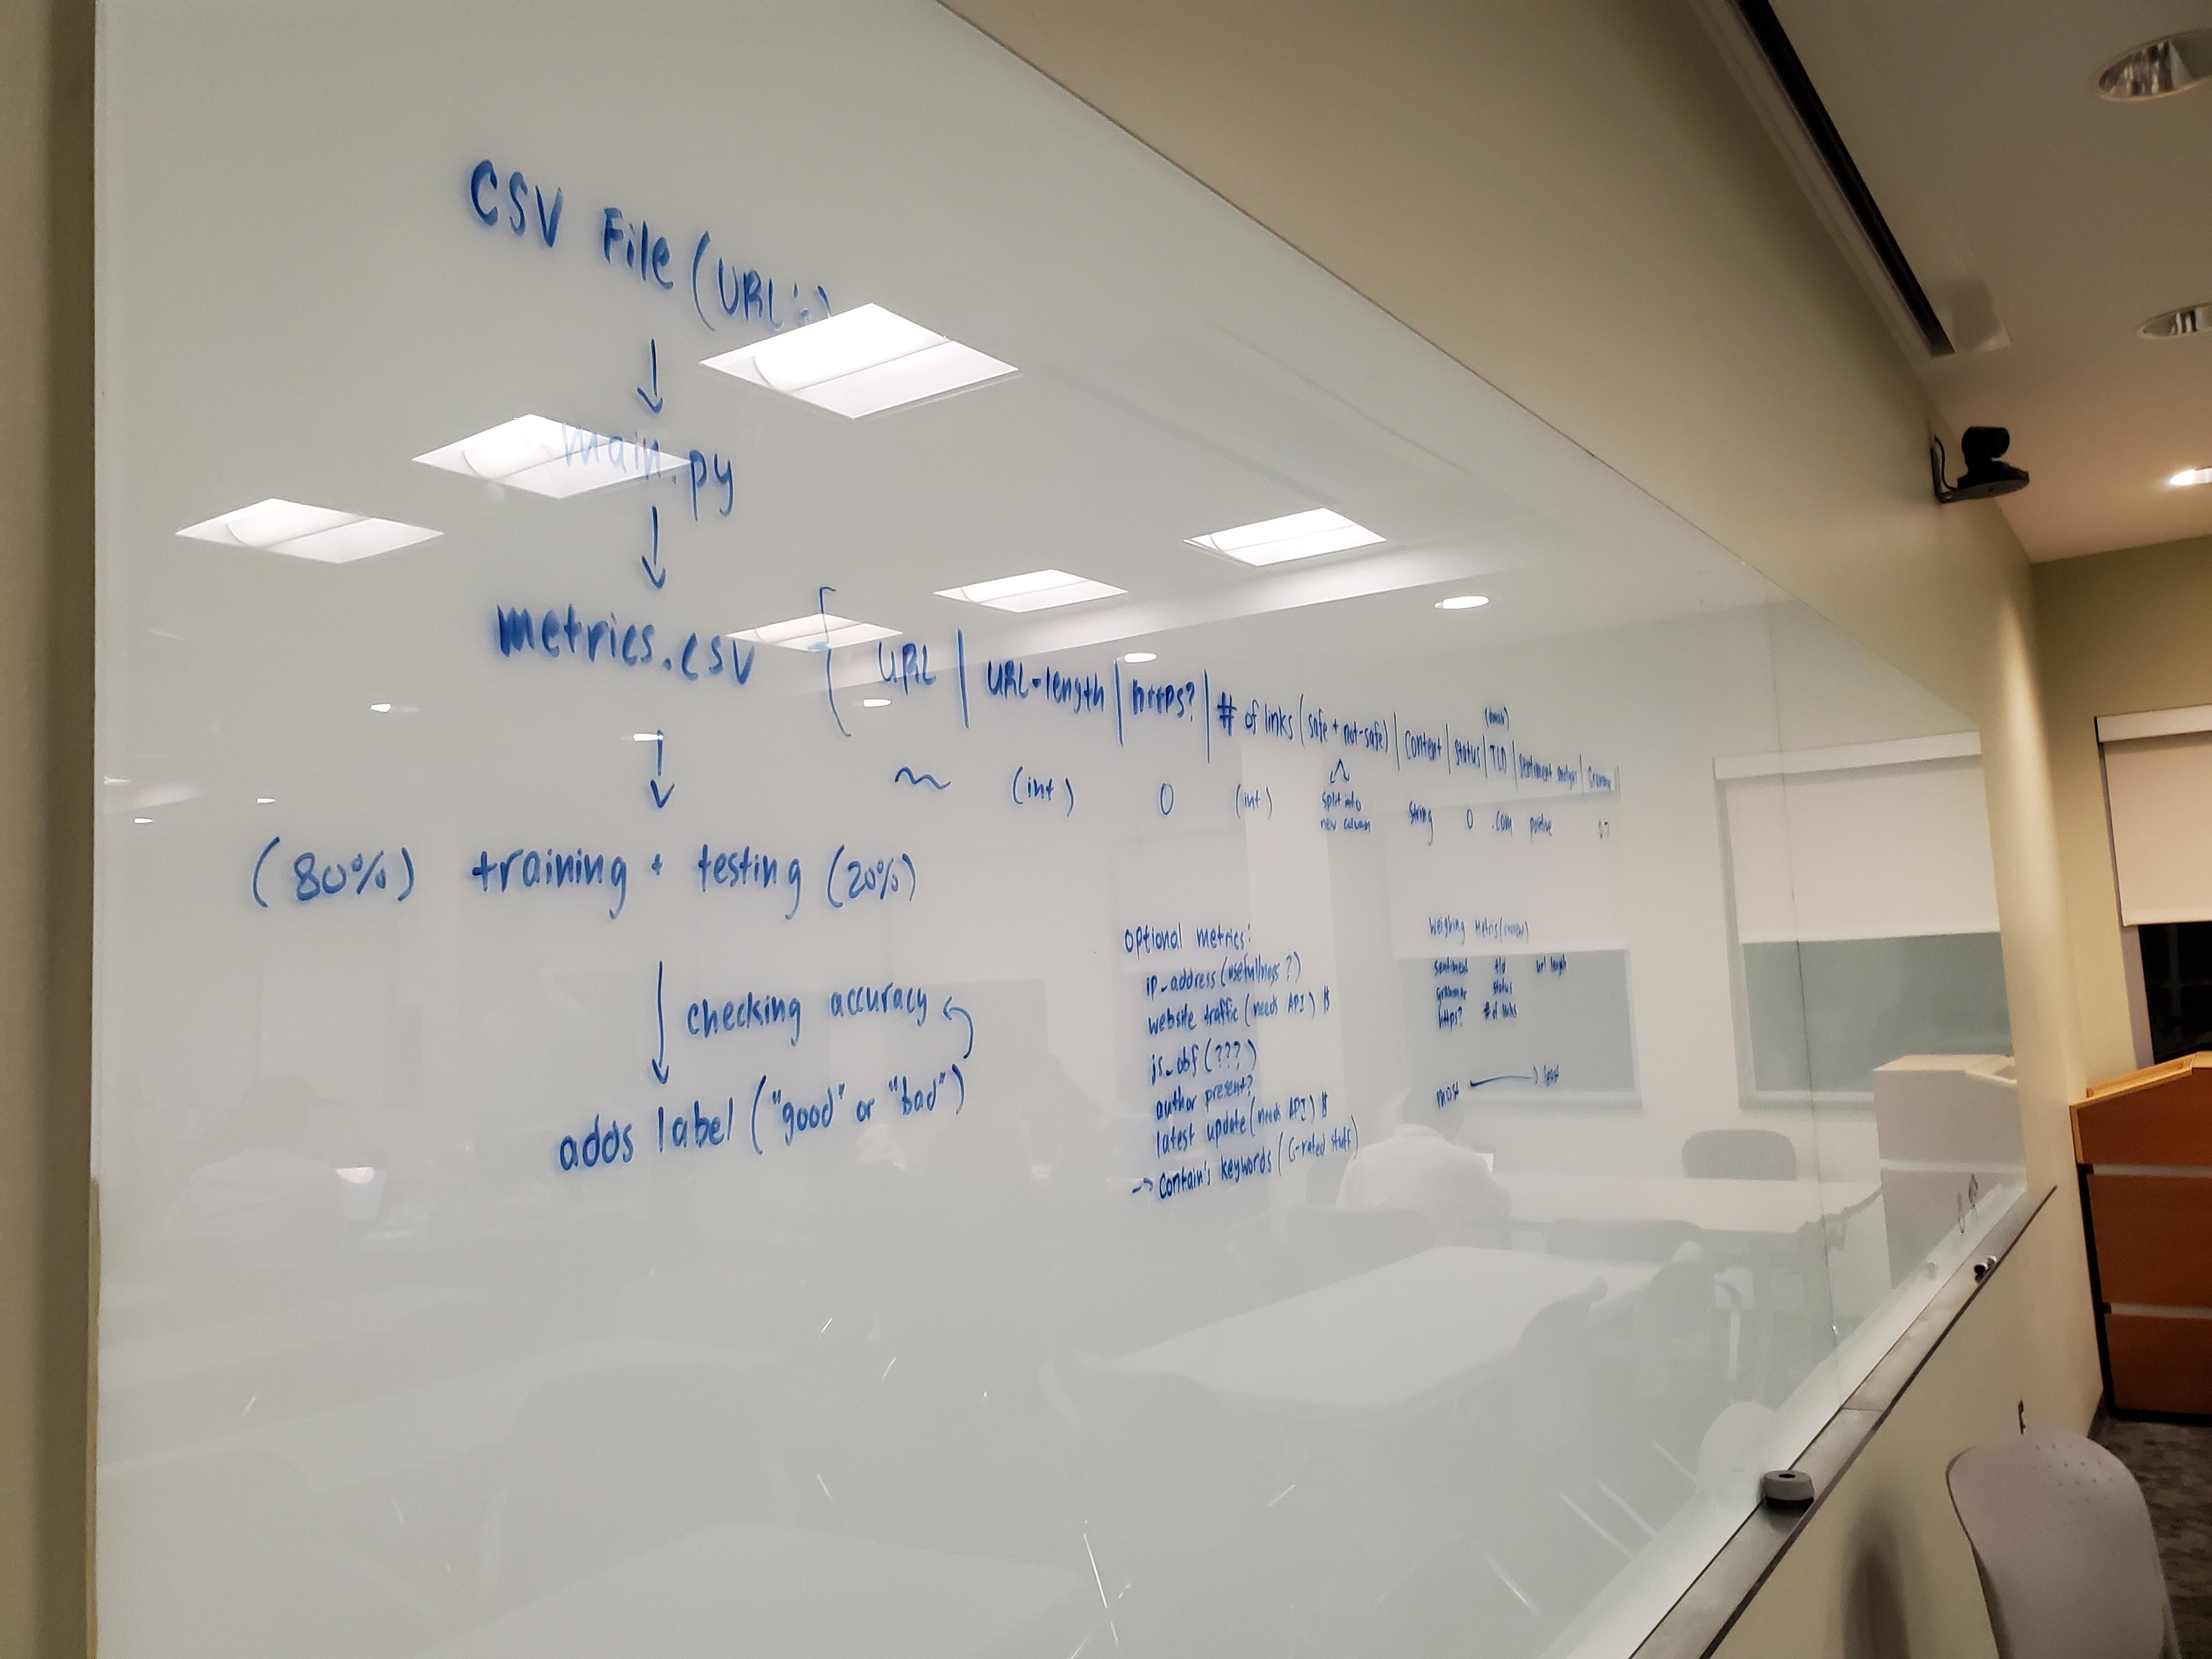 CSV File (URL's)
main.py
metrics.csv { URL | URL-length | https? | # of links (safe + not-safe) | Content | status | TLD | Sentiment analysis | Grammar |
~ (int) 0 (int) split into new column string 0 .com positive 0.7
(80%) training + testing (20%)
checking accuracy
adds label ("good" or "bad")
optional metrics:
ip_address (usefullness?)
website traffic (needs API) $
js_obf (???)
author present?
latest update (needs API) $
-> Contain's keywords (C-rated stuff)
Weighing Metrics
sentiment tld url length
grammar status
https? # of links
most least